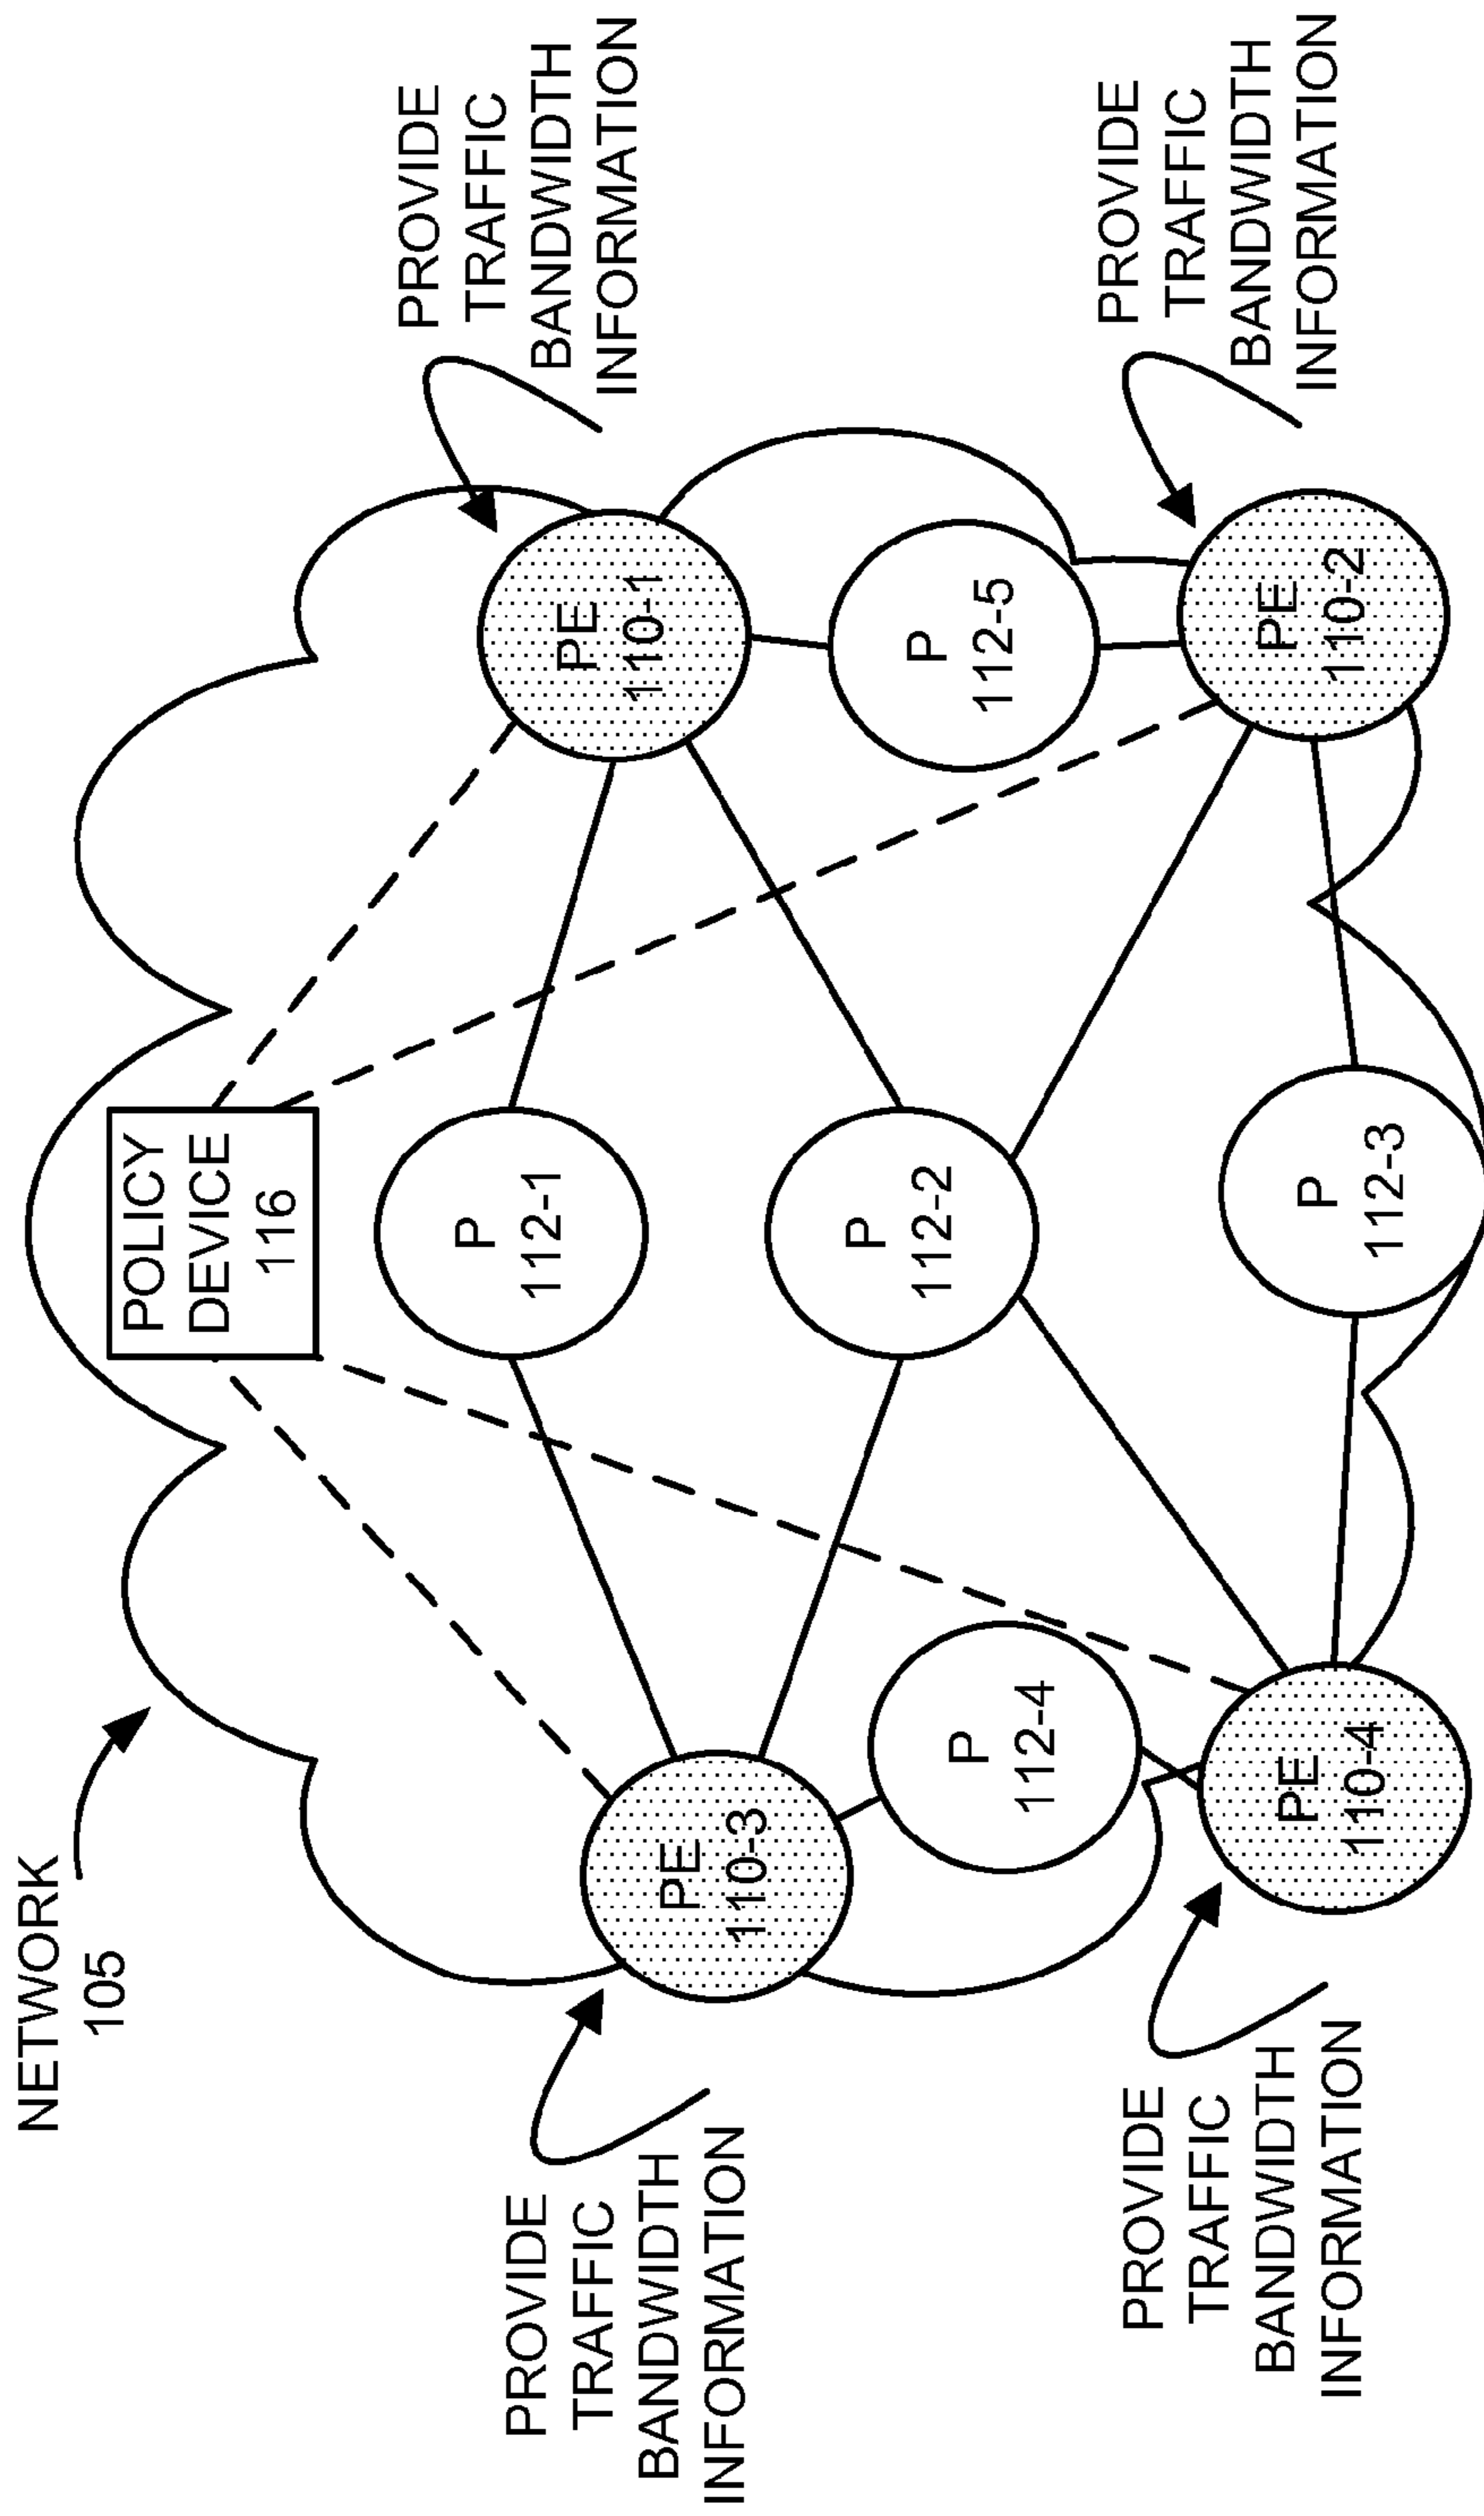 NETWORK
105
POLICY
DEVICE
116
PROVIDE
TRAFFIC
BANDWIDTH
INFORMATION
PE
110-3
P
112-1
PE
110-1
PROVIDE
TRAFFIC
BANDWIDTH
INFORMATION
P
112-4
P
112-2
P
112-5
PROVIDE
TRAFFIC
BANDWIDTH
INFORMATION
PE
110-4
P
112-3
PE
110-2
PROVIDE
TRAFFIC
BANDWIDTH
INFORMATION